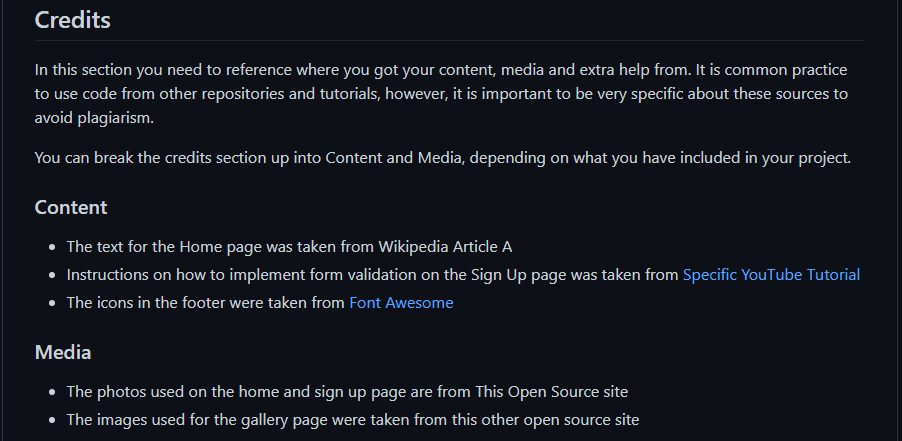 Credits
In this section you need to reference where you got your content, media and extra help from. It is common practice
to use code from other repositories and tutorials, however, it is important to be very specific about these sources to
avoid plagiarism.
You can break the credits section up into Content and Media, depending on what you have included in your project.
Content
• The text for the Home page was taken from Wikipedia Article A
• Instructions on how to implement form validation on the Sign Up page was taken from Specific YouTube Tutorial
• The icons in the footer were taken from Font Awesome
Media
• The photos used on the home and sign up page are from This Open Source site
• The images used for the gallery page were taken from this other open source site